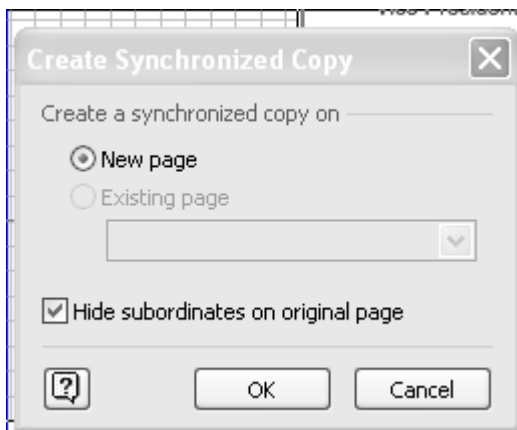 Create Synchronized Copy
Create a synchronized copy on
New page
Existing page
Hide subordinates on original page
OK
Cancel